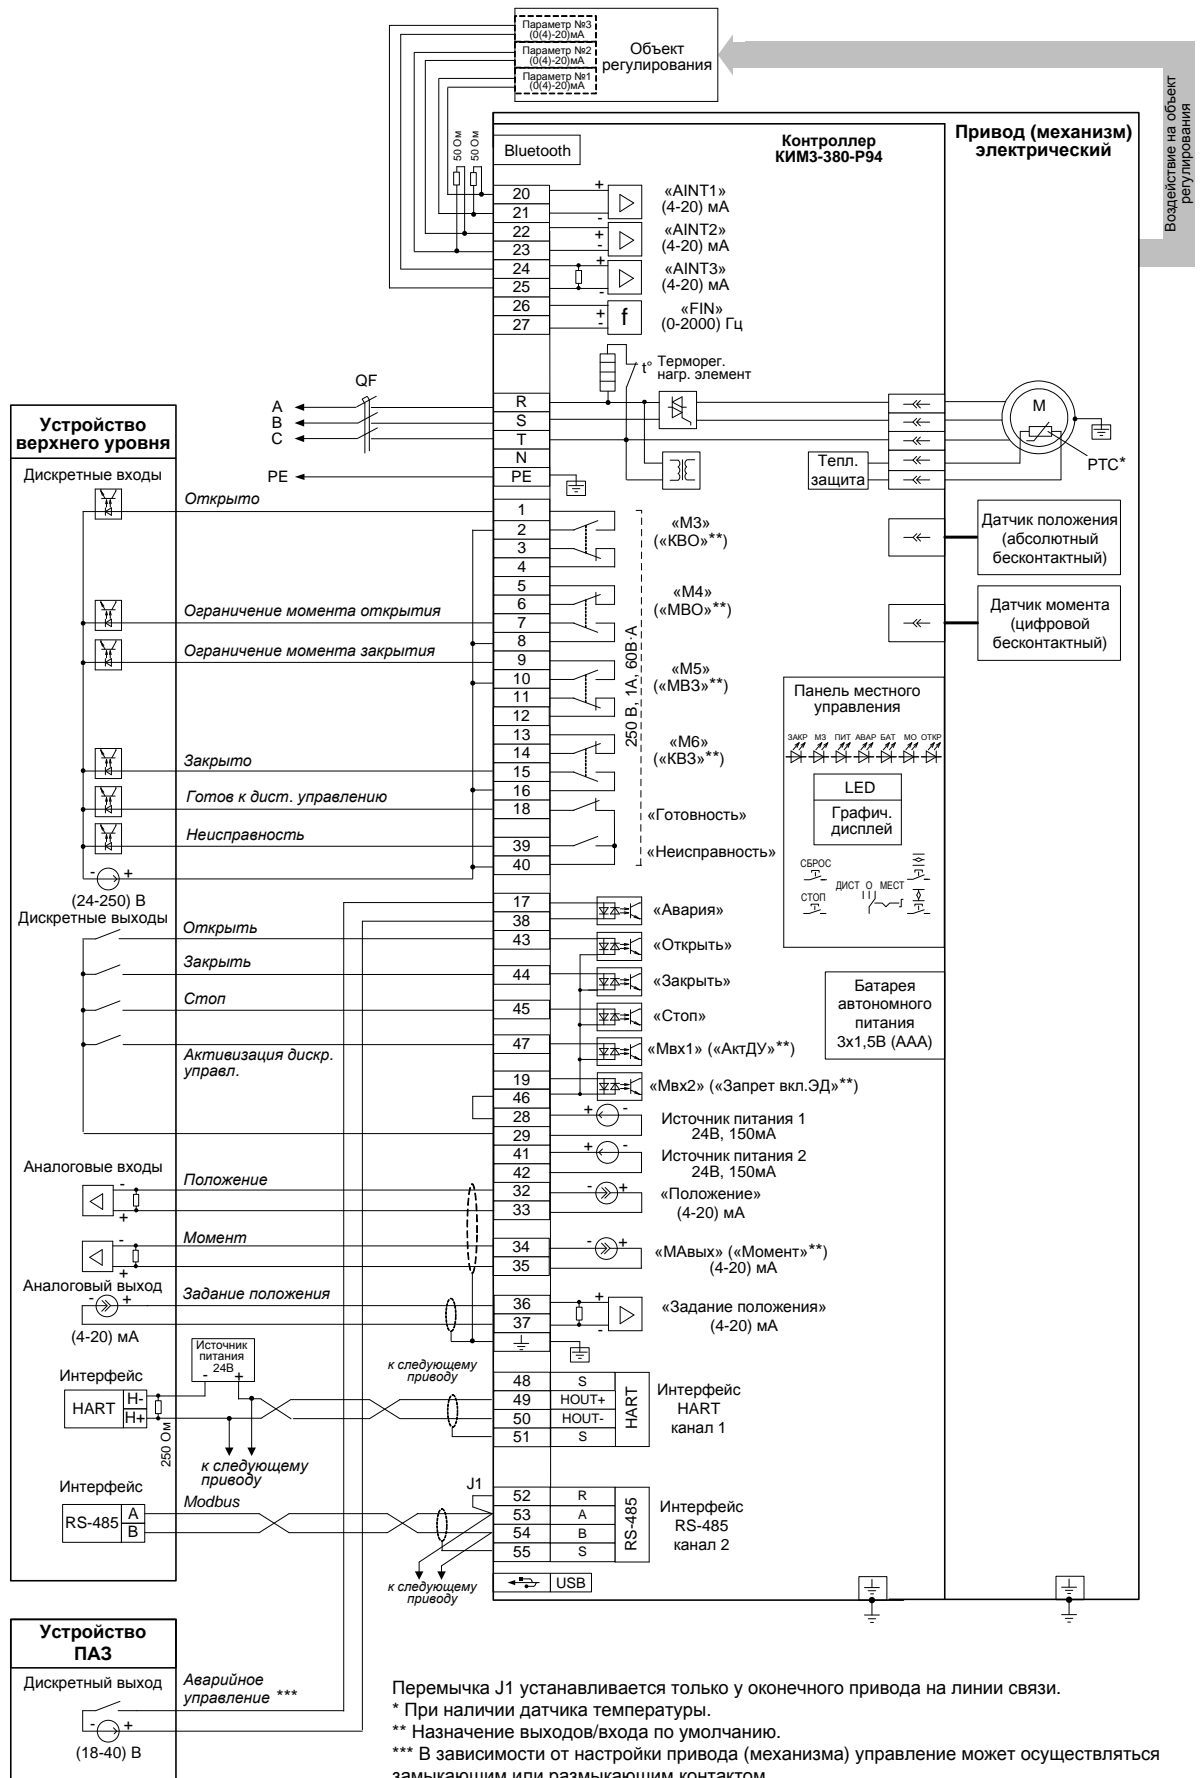 Параметр №3
(0(4)-20)мА
Параметр №2
(0(4)-20)мА
Параметр №1
(0(4)-20)мА
Объект
регулирования
Воздействие на объект
регулирования
50 Ом
50 Ом
Bluetooth
Контроллер
КИМ3-380-Р94
Привод (механизм)
электрический
20
21
22
23
24
25
26
27
+
-
«AINT1»
(4-20) мА
+
-
«AINT2»
(4-20) мА
+
-
«AINT3»
(4-20) мА
+
-
f
«FIN»
(0-2000) Гц
t°
Терморег.
нагр. элемент
QF
A
B
C
PE
R
S
T
N
PE
Тепл.
защита
M
PTC*
Устройство
верхнего уровня
Дискретные входы
Открыто
Ограничение момента открытия
Ограничение момента закрытия
Закрыто
Готов к дист. управлению
Неисправность
- +
(24-250) В
1
2
3
4
5
6
7
8
9
10
11
12
13
14
15
16
18
39
40
«М3»
(«КВО»**)
«М4»
(«МВО»**)
«М5»
(«МВЗ»**)
«М6»
(«КВЗ»**)
250 В, 1А, 60В·А
«Готовность»
«Неисправность»
Датчик положения
(абсолютный
бесконтактный)
Датчик момента
(цифровой
бесконтактный)
Панель местного
управления
ЗАКР МЗ ПИТ АВАР БАТ МО ОТКР
LED
Графич.
дисплей
СБРОС
СТОП
ДИСТ О МЕСТ
Батарея
автономного
питания
3х1,5В (ААА)
Дискретные выходы
Открыть
Закрыть
Стоп
Активизация дискр.
управл.
17
38
43
44
45
47
19
46
28
29
41
42
32
33
34
35
36
37
«Авария»
«Открыть»
«Закрыть»
«Стоп»
«Мвх1» («АктДУ»**)
«Мвх2» («Запрет вкл.ЭД»**)
+ -
Источник питания 1
24В, 150мА
+ -
Источник питания 2
24В, 150мА
- +
«Положение»
(4-20) мА
- +
«МАвых» («Момент»**)
(4-20) мА
+
-
«Задание положения»
(4-20) мА
Аналоговые входы
-
+
Положение
-
+
Момент
Аналоговый выход
- +
Задание положения
(4-20) мА
Источник
питания
24В
- +
к следующему
приводу
Интерфейс
HART
H-
H+
250 Ом
к следующему
приводу
48 S
49 HOUT+
50 HOUT-
51 S
HART
Интерфейс
HART
канал 1
Интерфейс
RS-485
A
B
Modbus
J1
52 R
53 A
54 B
55 S
RS-485
Интерфейс
RS-485
канал 2
USB
к следующему
приводу
Устройство
ПАЗ
Дискретный выход
Аварийное
управление ***
- +
(18-40) В
Перемычка J1 устанавливается только у оконечного привода на линии связи.
* При наличии датчика температуры.
** Назначение выходов/входа по умолчанию.
*** В зависимости от настройки привода (механизма) управление может осуществляться
замыкающим или размыкающим контактом